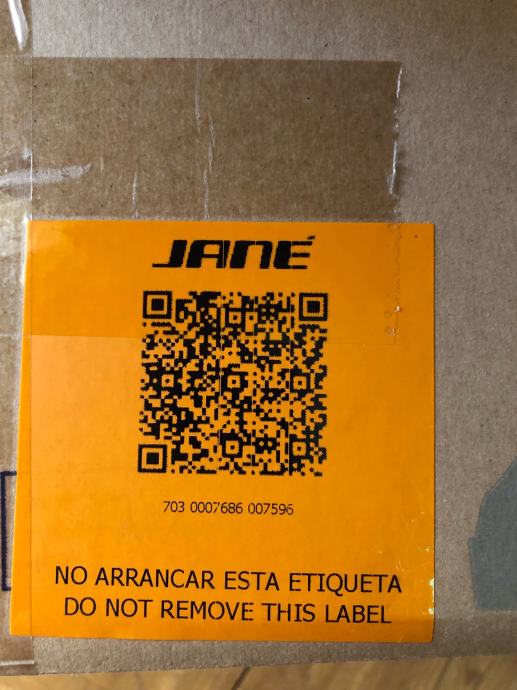 JANÉ
703 0007686 007596
NO ARRANCAR ESTA ETIQUETA
DO NOT REMOVE THIS LABEL